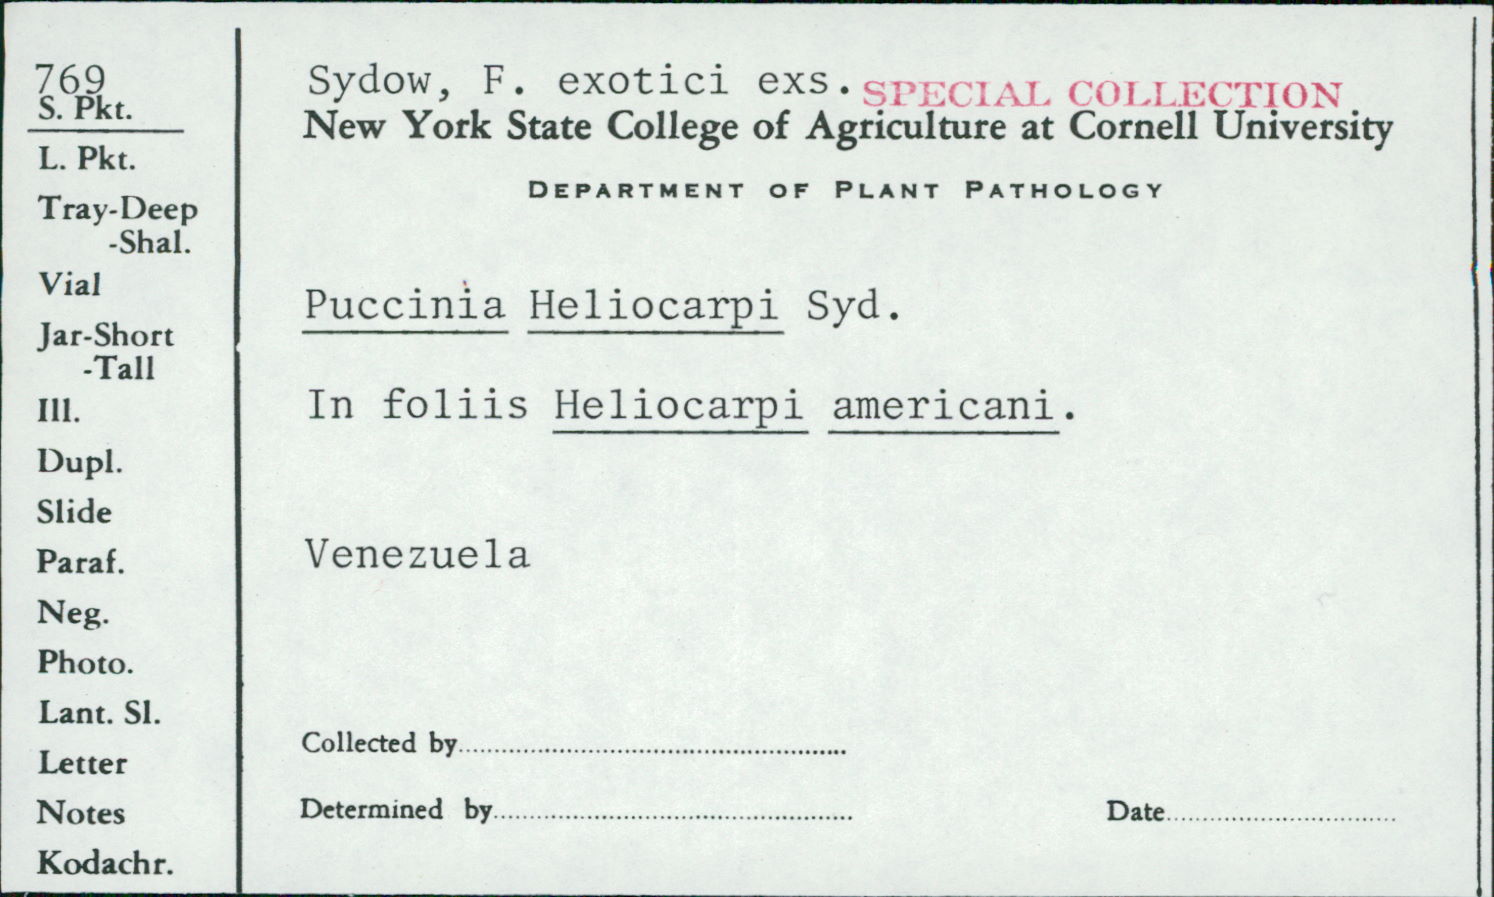 769
S. Pkt.
L. Pkt.
Tray-Deep
-Shal.
Vial
Jar-Short
-Tall
Ill.
Dupl.
Slide
Paraf.
Neg.
Photo.
Lant. Sl.
Letter
Notes
Kodachr.
Sydow, F. exotici exs. SPECIAL COLLECTION
New York State College of Agriculture at Cornell University
DEPARTMENT OF PLANT PATHOLOGY
Puccinia Heliocarpi Syd.
In foliis Heliocarpi americani.
Venezuela
Collected by
Determined by
Date